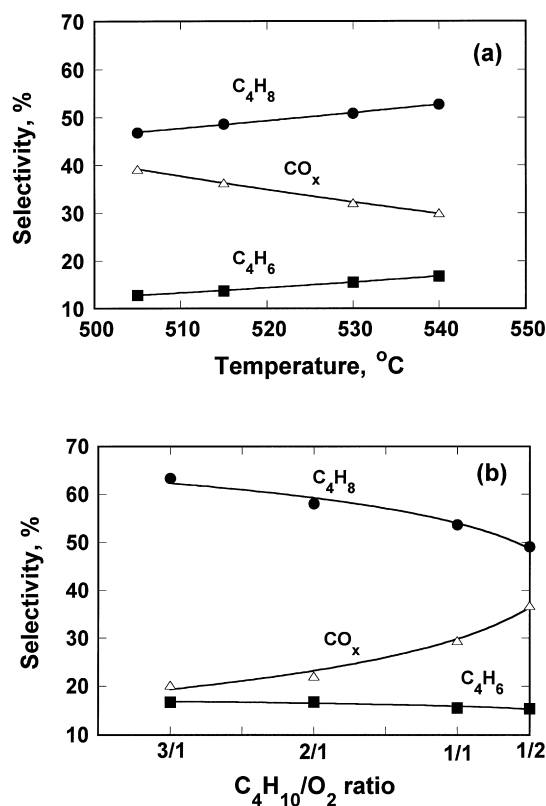 70
60
50
40
30
20
10
Selectivity, %
(a)
C₄H₈
COₓ
C₄H₆
500
510
520
530
540
550
Temperature, °C
70
60
50
40
30
20
10
Selectivity, %
(b)
C₄H₈
COₓ
C₄H₆
3/1
2/1
1/1
1/2
C₄H₁₀/O₂ ratio